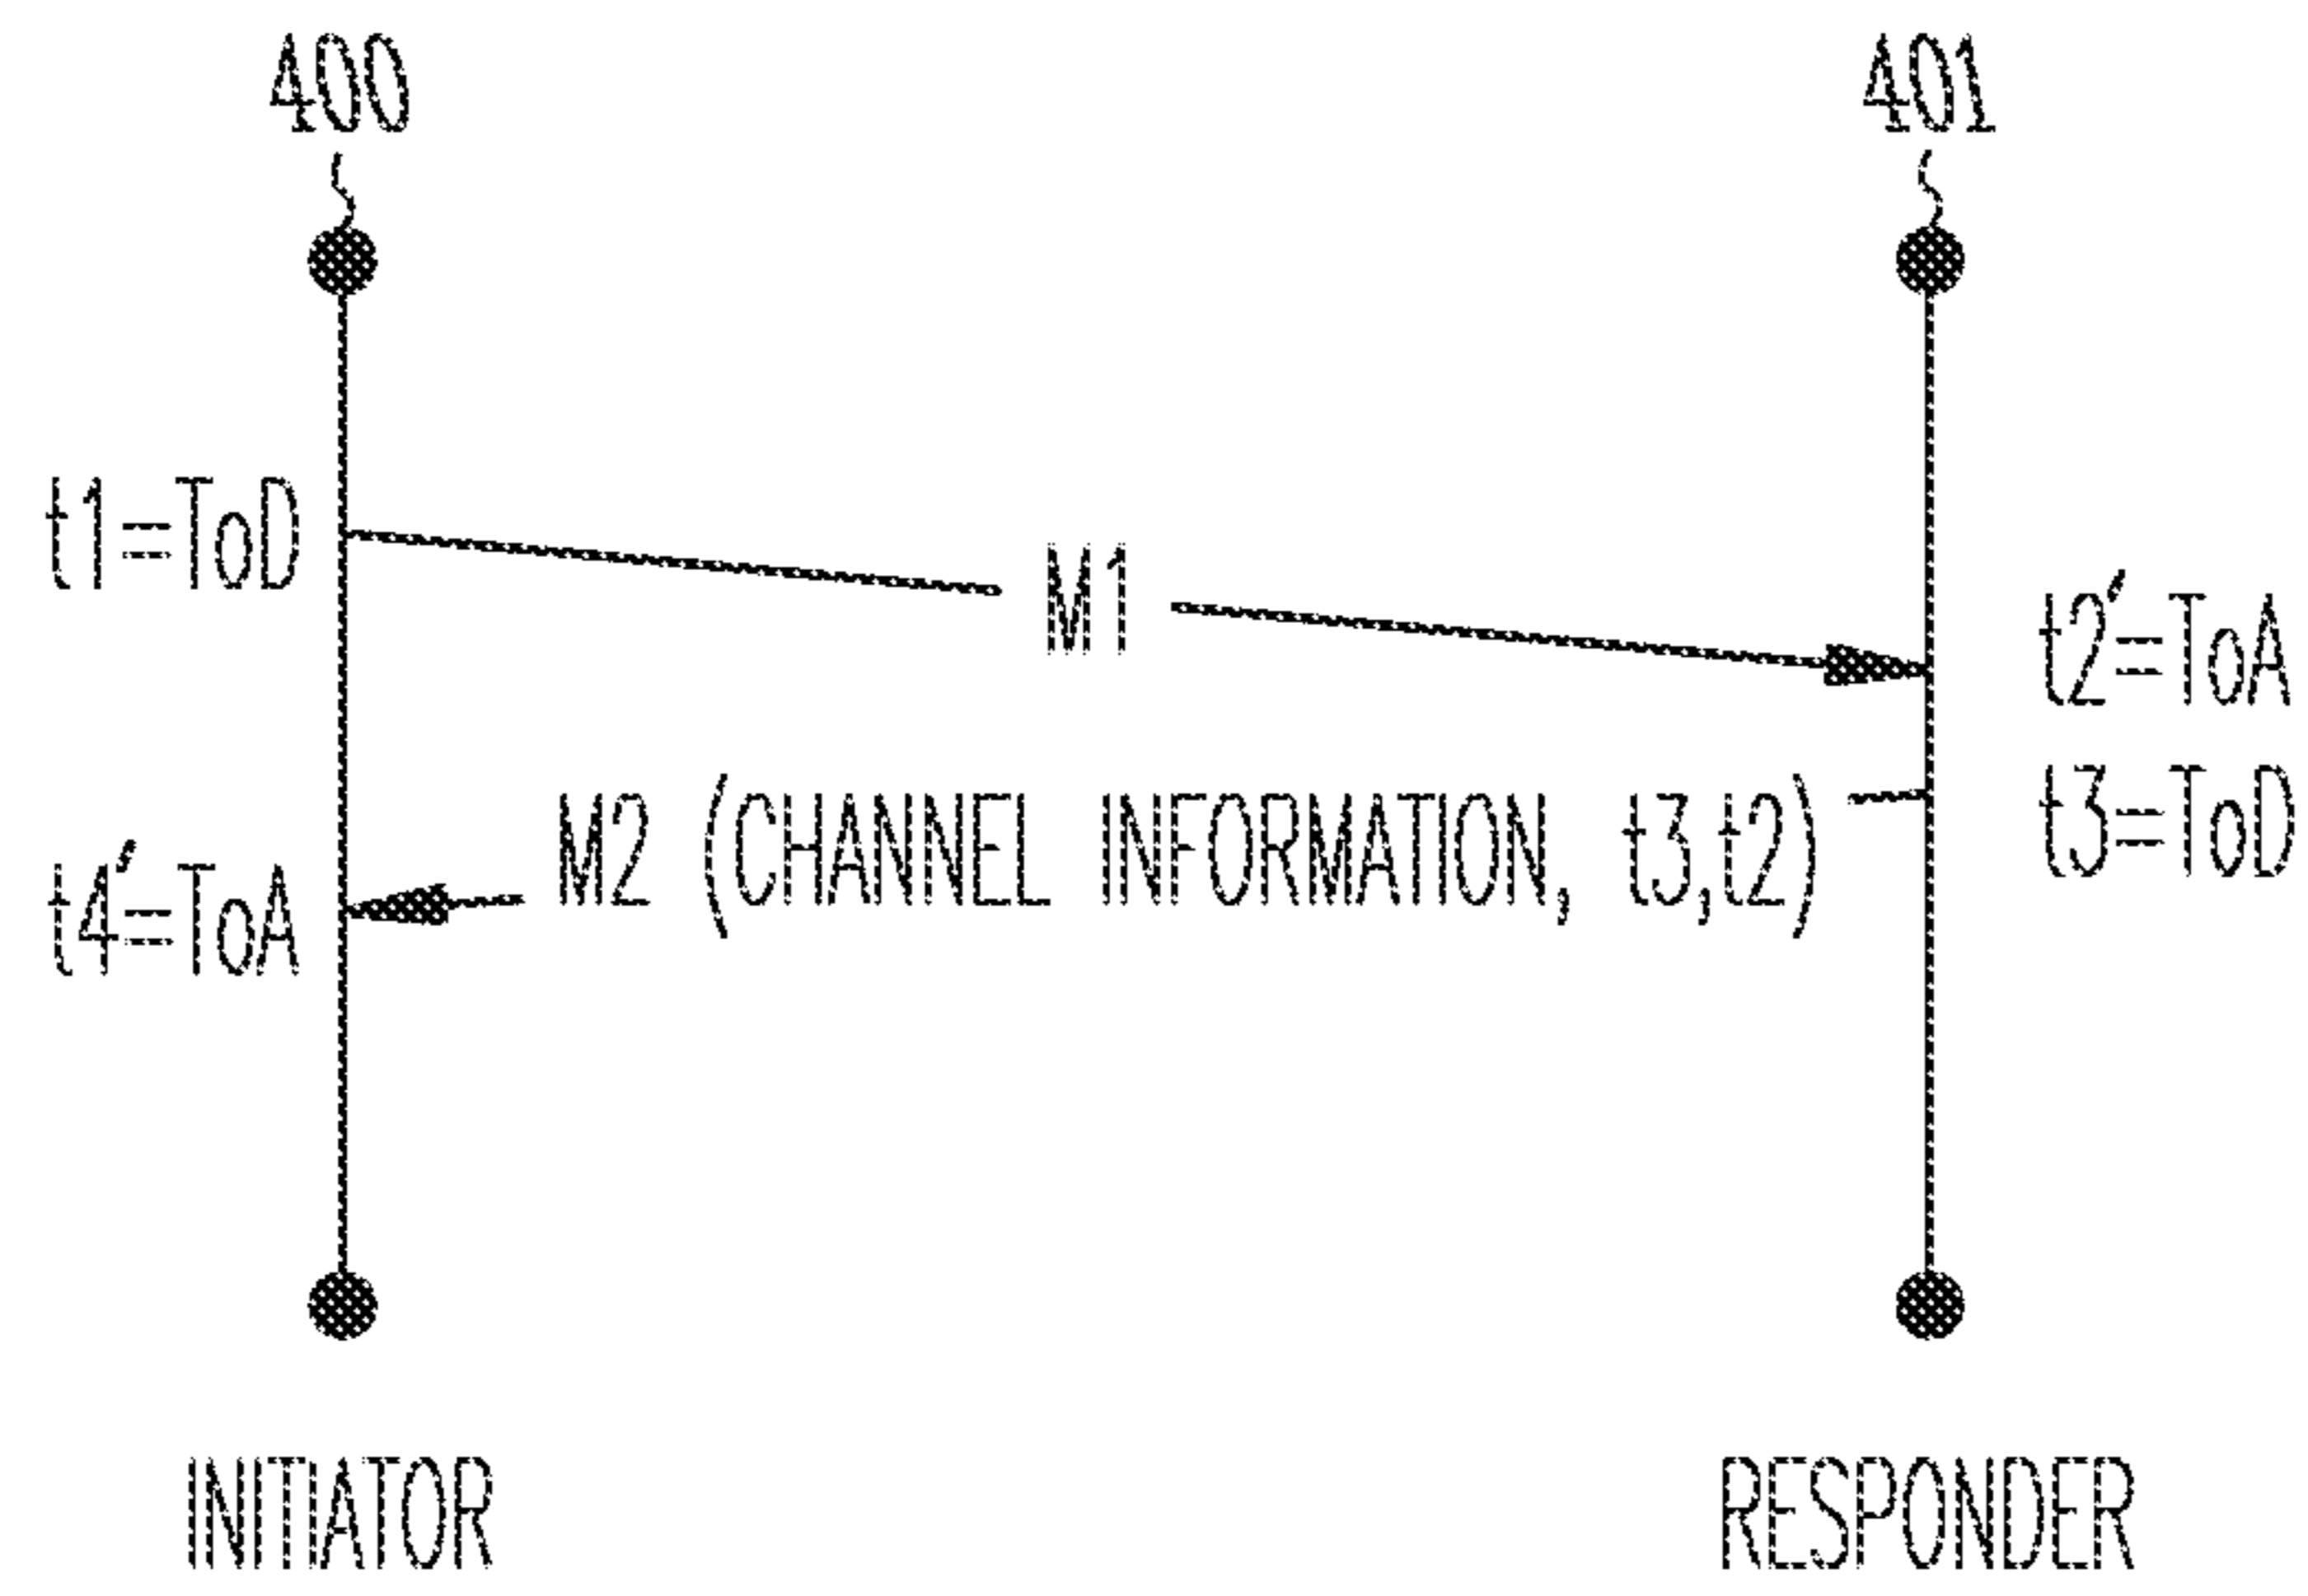 400
401
t1=ToD
M1
t2'=ToA
t3=ToD
M2 (CHANNEL INFORMATION, t3,t2)
t4'=ToA
INITIATOR
RESPONDER